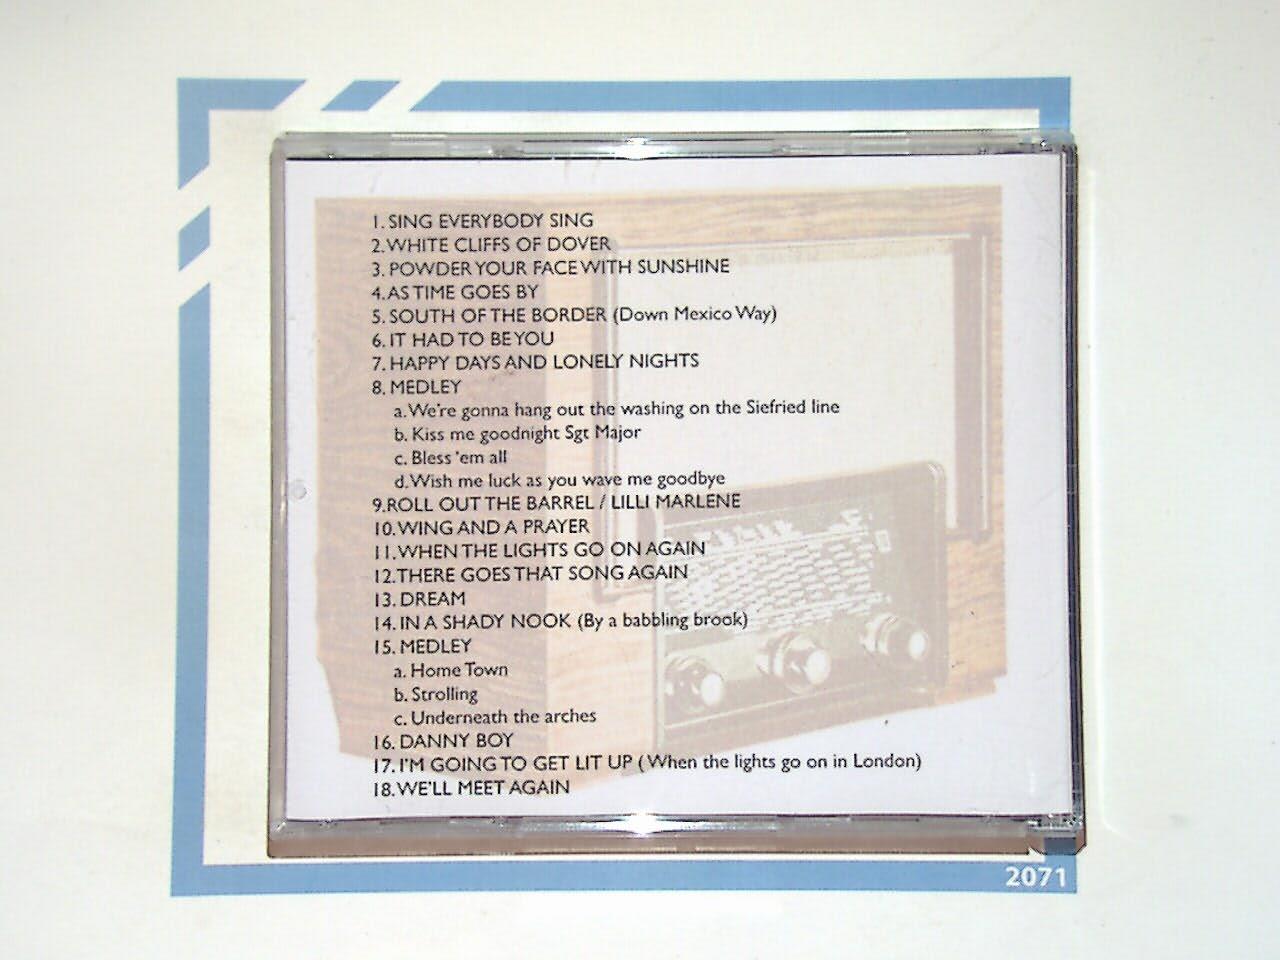 1. SING EVERYBODY SING
2. WHITE CLIFFS OF DOVER
3. POWDER YOUR FACE WITH SUNSHINE
4. AS TIME GOES BY
5. SOUTH OF THE BORDER (Down Mexico Way)
6. IT HAD TO BE YOU
7. HAPPY DAYS AND LONELY NIGHTS
8. MEDLEY
a. We're gonna hang out the washing on the Siefried line
b. Kiss me goodnight Sgt Major
c. Bless 'em all
d. Wish me luck as you wave me goodbye
9. ROLL OUT THE BARREL / LILLI MARLENE
10. WING AND A PRAYER
11. WHEN THE LIGHTS GO ON AGAIN
12. THERE GOES THAT SONG AGAIN
13. DREAM
14. IN A SHADY NOOK (By a babbling brook)
15. MEDLEY
a. Home Town
b. Strolling
c. Underneath the arches
16. DANNY BOY
17. I'M GOING TO GET LIT UP (When the lights go on in London)
18. WE'LL MEET AGAIN
2071